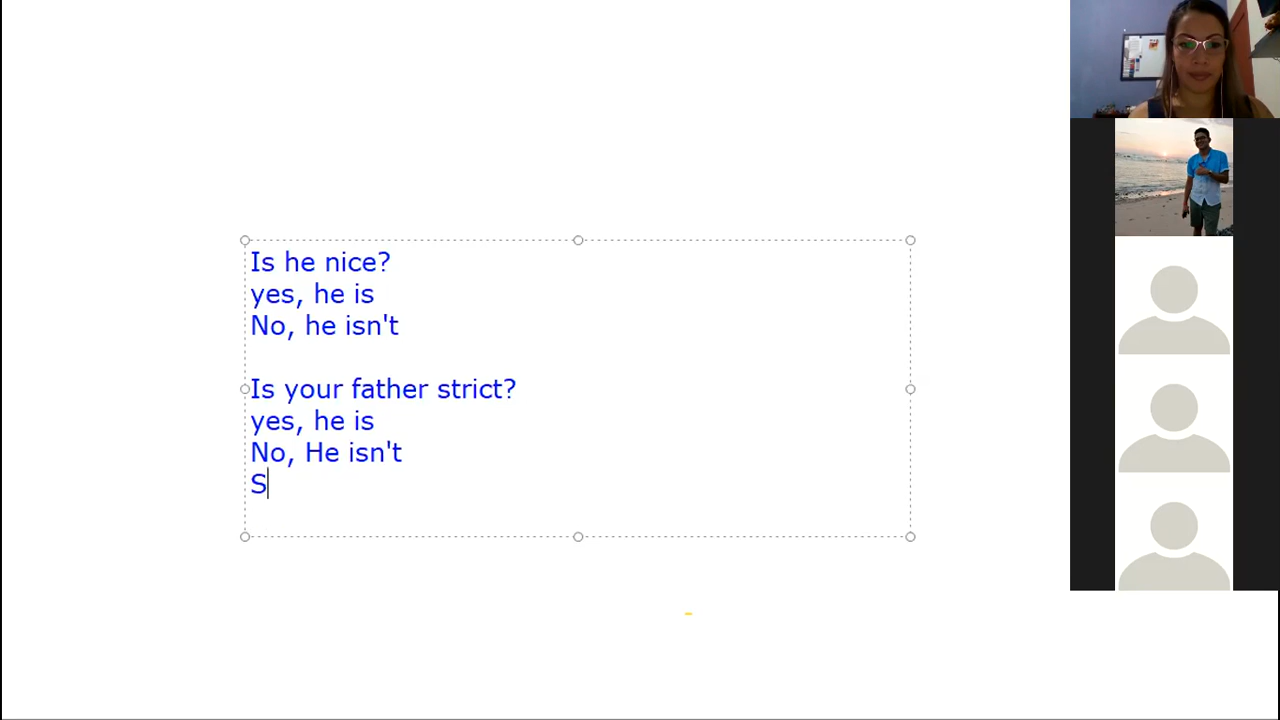 Is he nice?
yes, he is
No, he isn't
Is your father strict?
yes, he is
No, He isn't
S